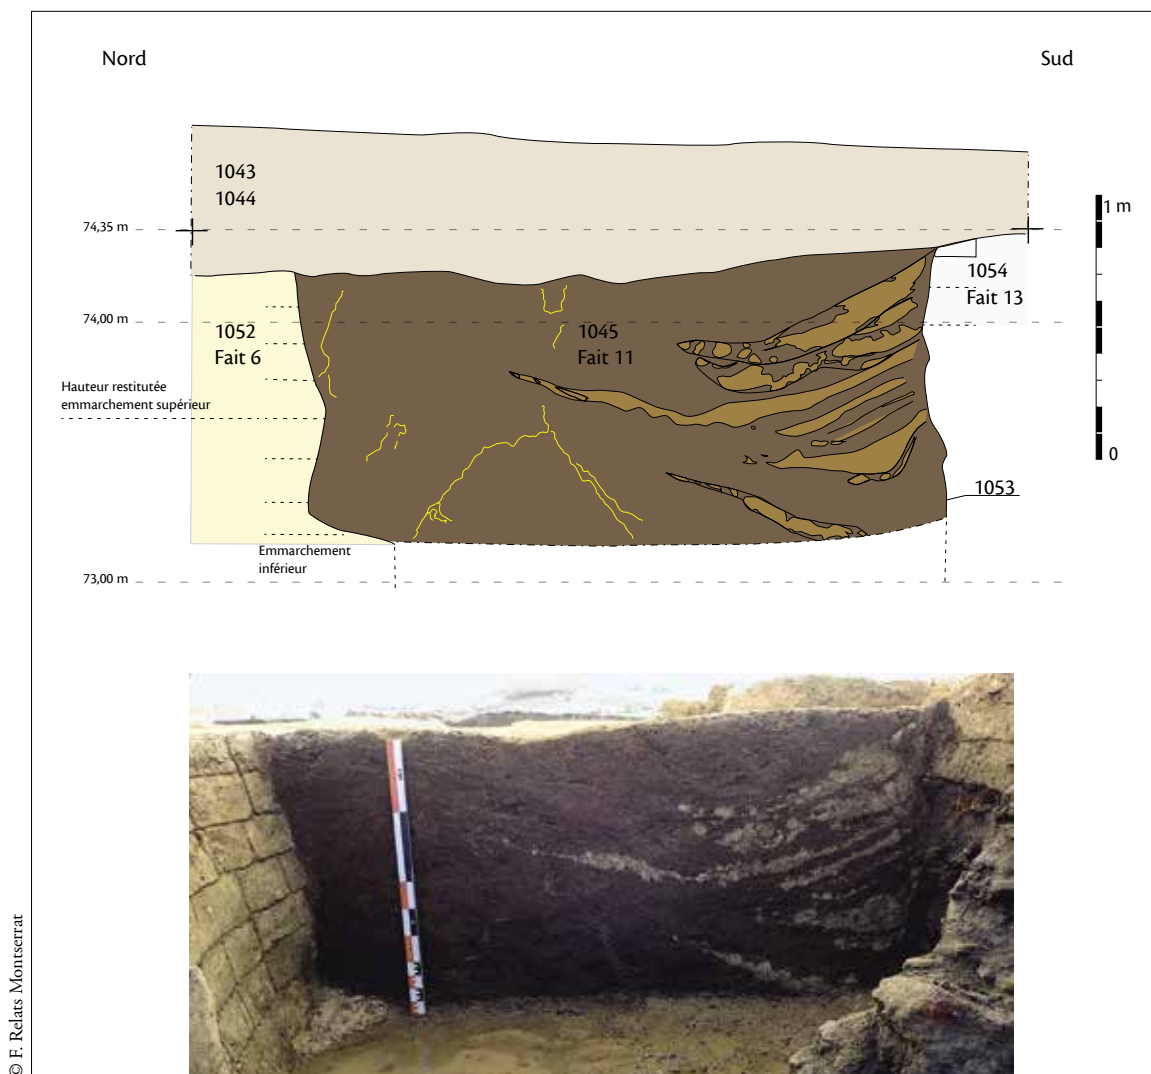 Nord
Sud
1043
1044
1 m
74,35 m
1054
Fait 13
74,00 m
1052
Fait 6
1045
Fait 11
Hauteur restitutée
emmarchement supérieur
0
1053
Emmarchement
inférieur
73,00 m
© F. Relats Montserrat